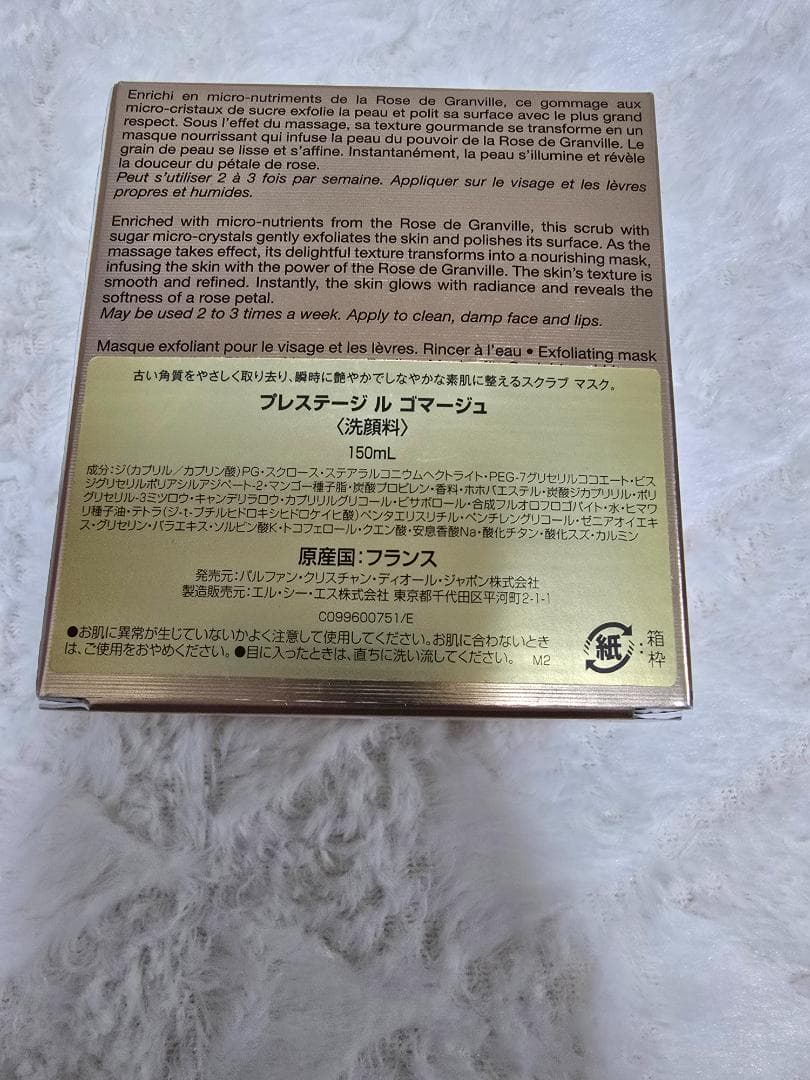 Enrichi en micro-nutriments de la Rose de Granville, ce gommage aux
micro-cristaux de sucre exfolie la peau et polit sa surface avec le plus grand
respect. Sous l'effet du massage, sa texture gourmande se transforme en un
masque nourrissant qui infuse la peau du pouvoir de la Rose de Granville. Le
grain de peau se lisse et s'affine. Instantanément, la peau s'illumine et révèle
la douceur du pétale de rose.
Peut s'utiliser 2 à 3 fois par semaine. Appliquer sur le visage et les lèvres
propres et humides.
Enriched with micro-nutrients from the Rose de Granville, this scrub with
sugar micro-crystals gently exfoliates the skin and polishes its surface. As the
massage takes effect, its delightful texture transforms into a nourishing mask,
infusing the skin with the power of the Rose de Granville. The skin's texture is
smooth and refined. Instantly, the skin glows with radiance and reveals the
softness of a rose petal.
May be used 2 to 3 times a week. Apply to clean, damp face and lips.
Masque exfoliant pour le visage et les lèvres. Rincer à l'eau • Exfoliating mask
古い角質をやさしく取り去り、瞬時に艶やかでしなやかな素肌に整えるスクラブ マスク。
プレステージ ル ゴマージュ
〈洗顔料〉
150mL
成分:ジ(カプリル/カプリン酸)PG・スクロース・ステアラルコニウムヘクトライト・PEG-7グリセリルココエート・ビス
ジグリセリルポリアシルアジペート-2・マンゴー種子脂・炭酸プロピレン・香料・ホホバエステル・炭酸ジカプリリル・ポリ
グリセリル-3ミツロウ・キャンデリラロウ・カプリリルグリコール・ビサボロール・合成フルオロフロゴパイト・水・ヒマワ
リ種子油・テトラ(ジ-t-ブチルヒドロキシヒドロケイヒ酸)ペンタエリスリチル・ペンチレングリコール・ゼニアオイエキ
ス・グリセリン・バラエキス・ソルビン酸K・トコフェロール・クエン酸・安息香酸Na・酸化チタン・酸化スズ・カルミン
原産国:フランス
発売元:パルファン・クリスチャン・ディオール・ジャポン株式会社
製造販売元:エル・シー・エス株式会社 東京都千代田区平河町2-1-1
C099600751/E
●お肌に異常が生じていないかよく注意して使用してください。お肌に合わないとき
は、ご使用をおやめください。●目に入ったときは、直ちに洗い流してください。 M2
紙:箱
枠